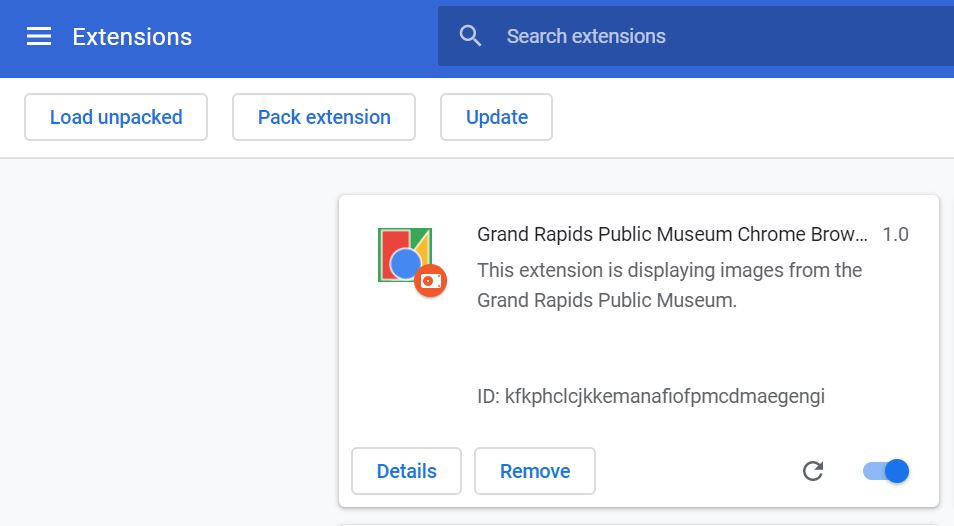 Extensions
Search extensions
Load unpacked
Pack extension
Update
Grand Rapids Public Museum Chrome Brow... 1.0
This extension is displaying images from the
Grand Rapids Public Museum.
ID: kfkphclcjkkemanafiofpmcdmaegengi
Details
Remove